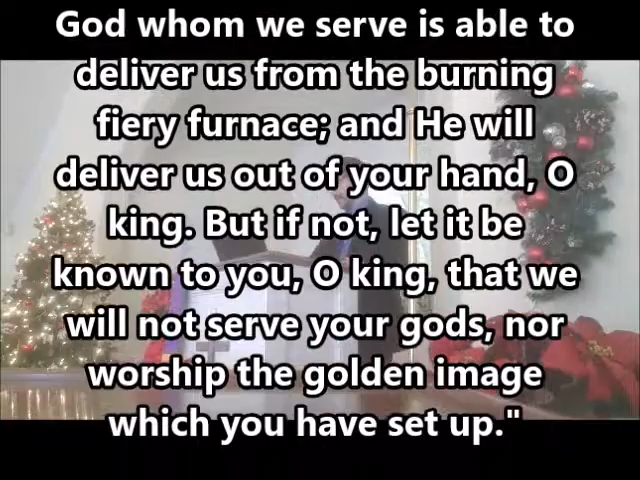 God whom we serve is able to
deliver us from the burning
fiery furnace; and He will
deliver us out of your hand, O
king. But if not, let it be
known to you, O king, that we
will not serve your gods, nor
worship the golden image
which you have set up."